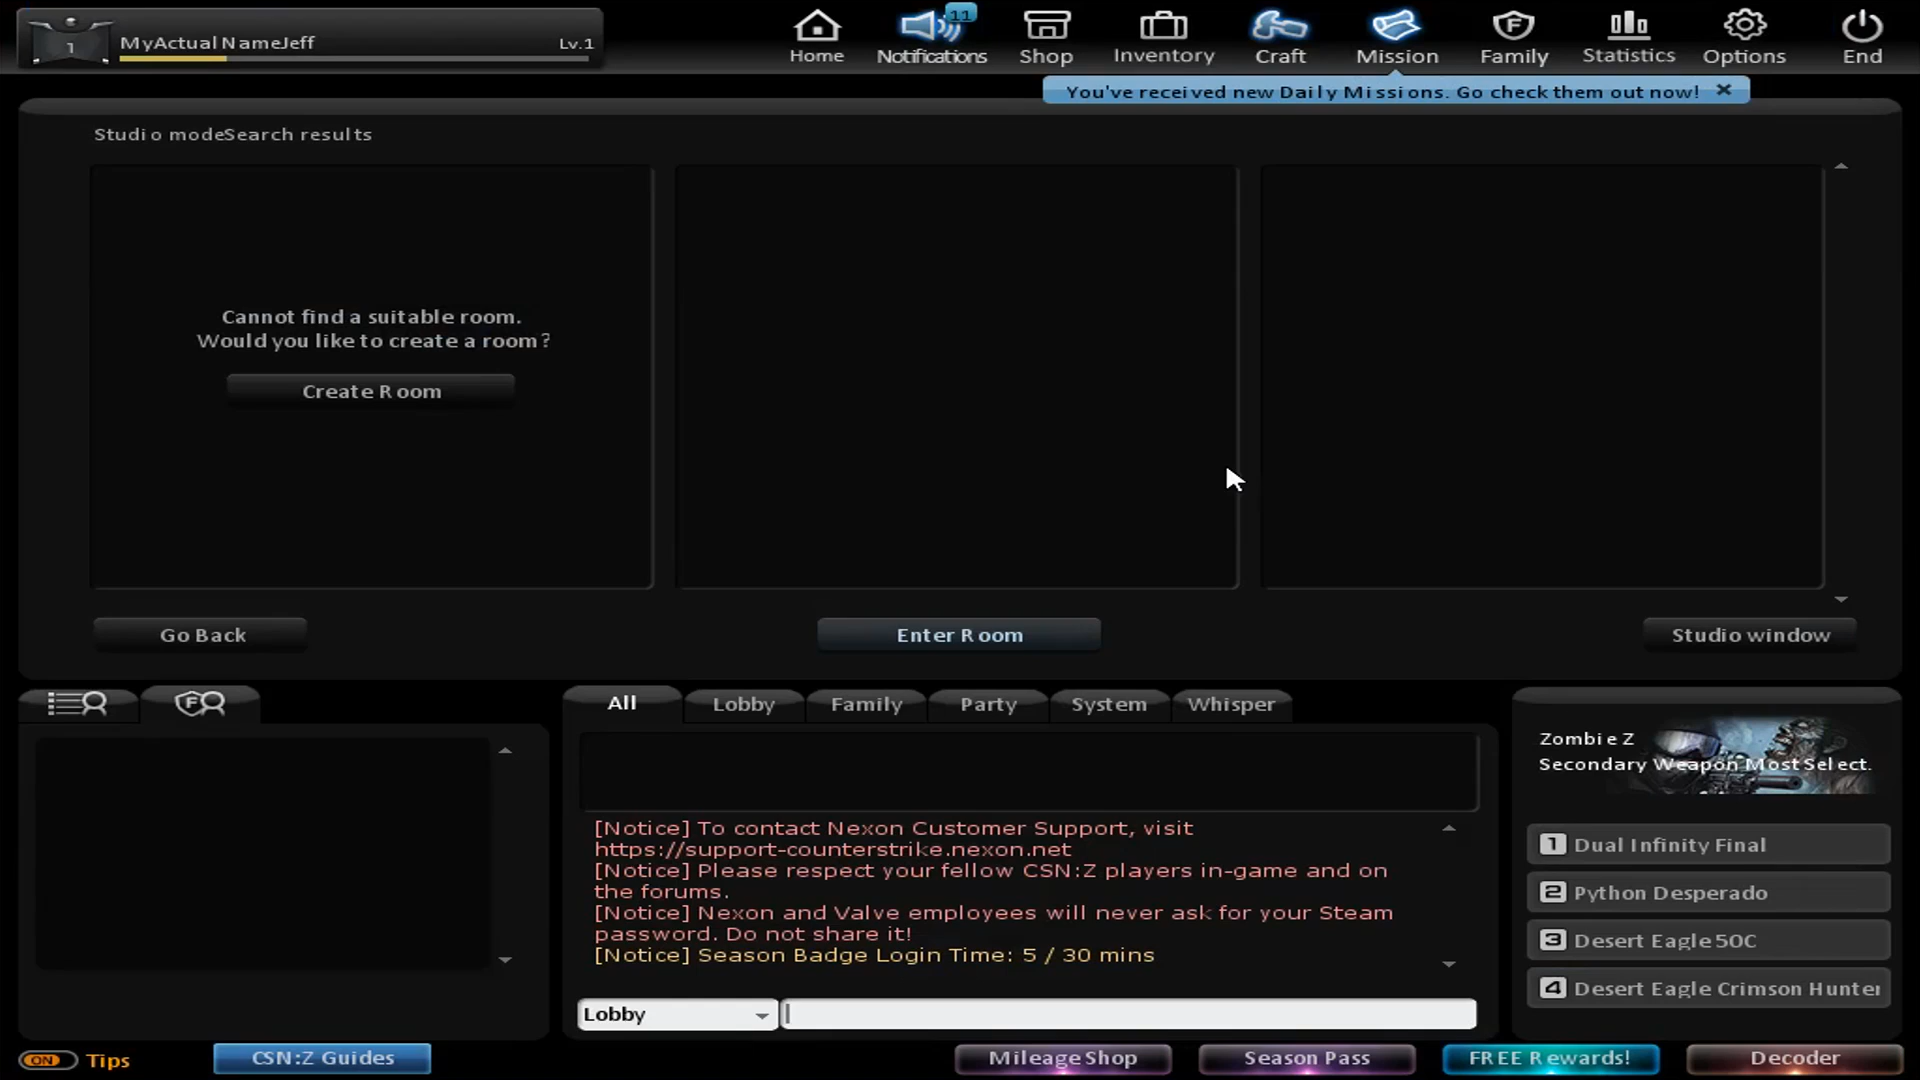 1
MyActual NameJeff
Lv.1
Home
11
Notifications
Shop
Inventory
Craft
Mission
Family
Statistics
Options
End
You've received new Daily Missions. Go check them out now!
Studio modeSearch results
Cannot find a suitable room.
Would you like to create a room?
Create Room
Go Back
Enter Room
Studio window
All
Lobby
Family
Party
System
Whisper
[Notice] To contact Nexon Customer Support, visit
https://support-counterstrike.nexon.net
[Notice] Please respect your fellow CSN:Z players in-game and on
the forums.
[Notice] Nexon and Valve employees will never ask for your Steam
password. Do not share it!
[Notice] Season Badge Login Time: 5 / 30 mins
Lobby
Zombie Z
Secondary Weapon Most Select.
1 Dual Infinity Final
2 Python Desperado
3 Desert Eagle 50C
4 Desert Eagle Crimson Hunter
ON Tips
CSN:Z Guides
Mileage Shop
Season Pass
FREE Rewards!
Decoder